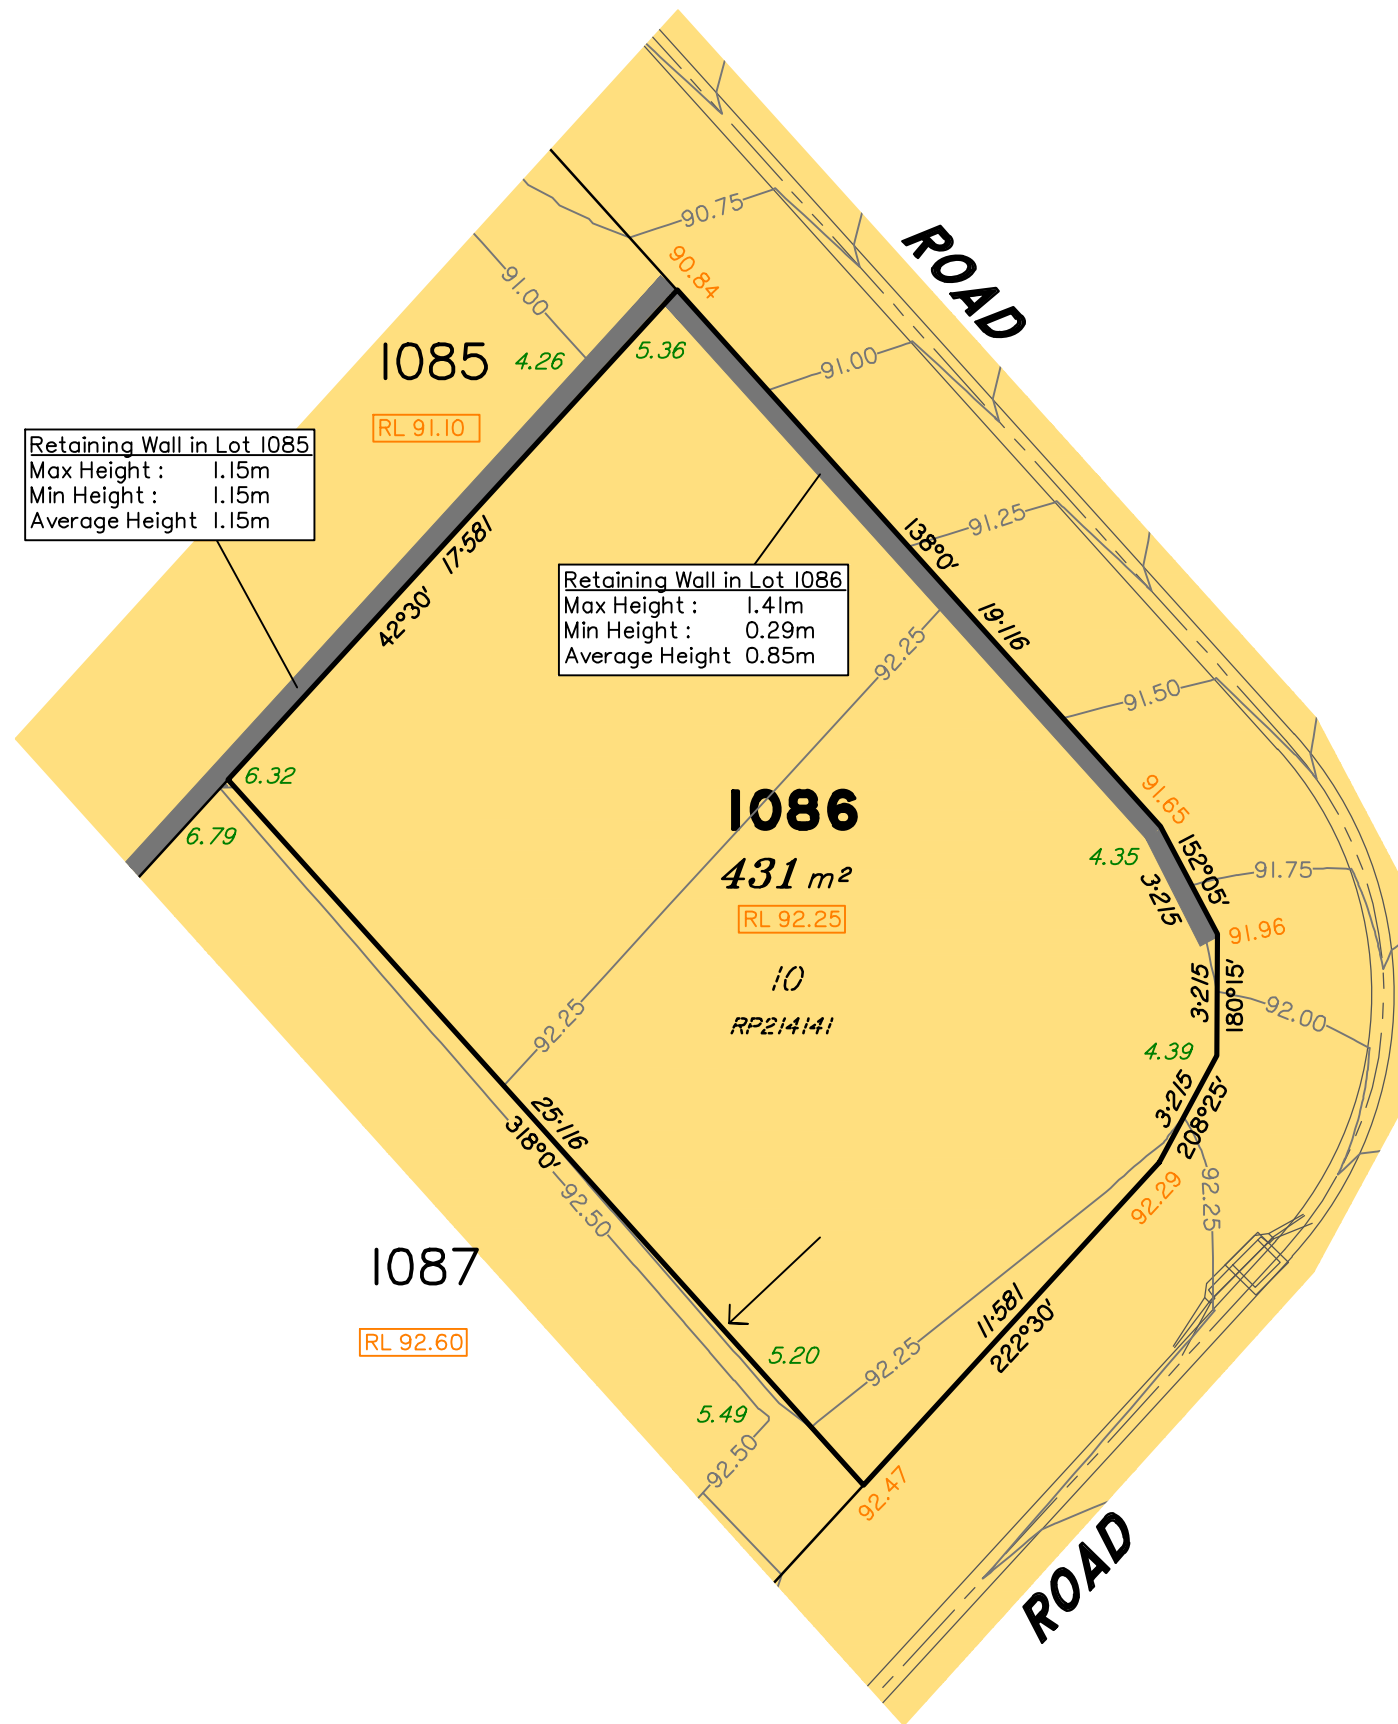 90.75
ROAD
90.84
91.00
1085
4.26
5.36
91.00
RL 91.10
Retaining Wall in Lot 1085
Max Height : 1.15m
Min Height : 1.15m
Average Height 1.15m
17·581
42°30'
138°0'
91.25
Retaining Wall in Lot 1086
Max Height : 1.41m
Min Height : 0.29m
Average Height 0.85m
19·116
92.25
91.50
6.32
6.79
1086
431 m²
RL 92.25
10
RP214141
91.65
4.35
152°05'
3·215
91.75
91.96
3·215
180°15'
92.00
92.25
4.39
3·215
208°25'
25·116
318°0'
92.50
92.29
92.25
1087
RL 92.60
11·581
222°30'
5.20
92.25
5.49
92.50
92.47
ROAD